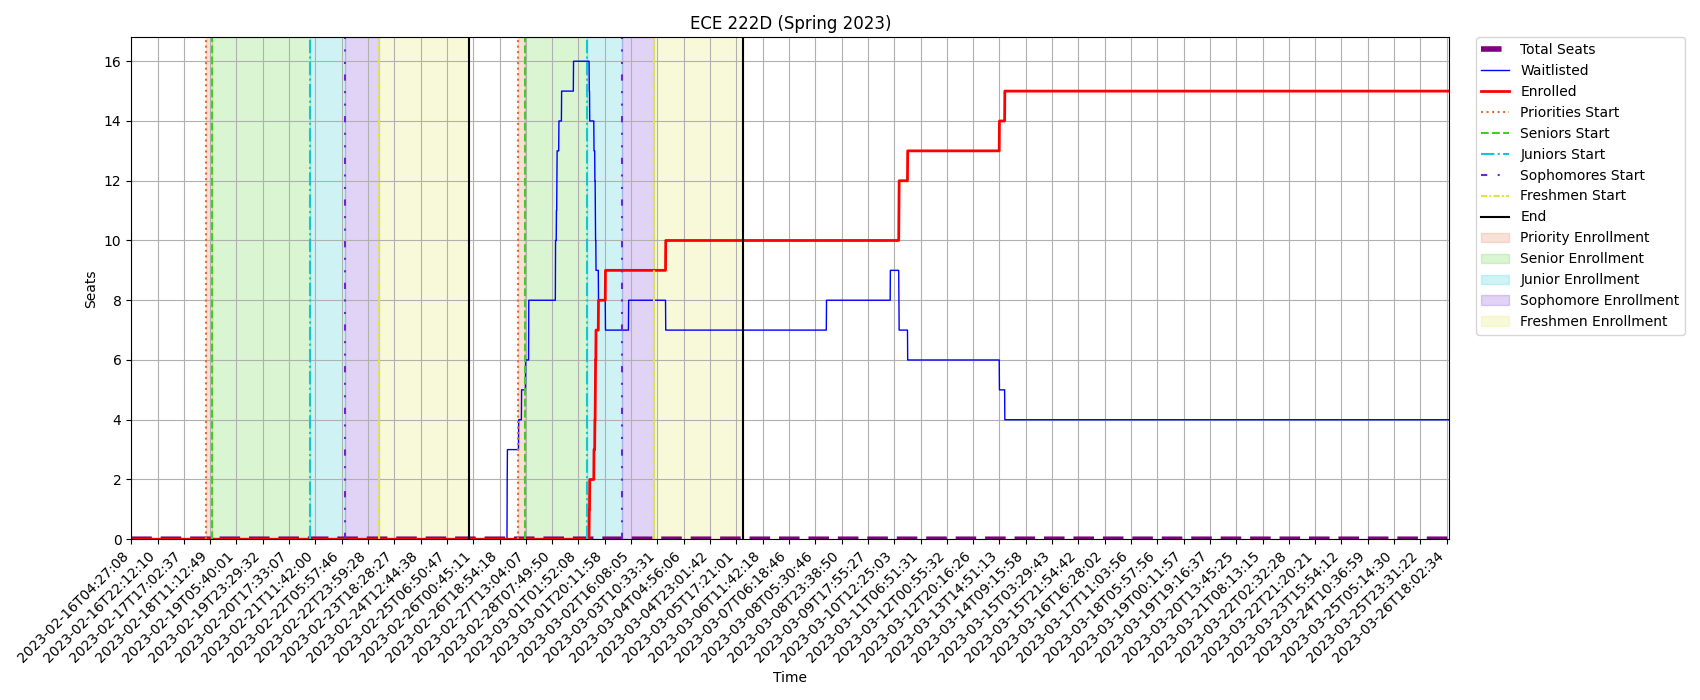 ECE 222D (Spring 2023)
Seats
16
14
12
10
8
6
4
2
0
2023-02-16T04:27:08
2023-02-16T22:12:10
2023-02-17T17:02:37
2023-02-18T11:12:49
2023-02-19T05:40:01
2023-02-19T23:29:32
2023-02-20T17:33:07
2023-02-21T11:42:00
2023-02-22T05:57:46
2023-02-22T23:59:28
2023-02-23T18:28:27
2023-02-24T12:44:38
2023-02-25T06:50:47
2023-02-26T00:45:11
2023-02-26T18:54:18
2023-02-27T13:04:07
2023-02-28T07:49:50
2023-03-01T01:52:08
2023-03-01T20:11:58
2023-03-02T16:08:05
2023-03-03T10:33:31
2023-03-04T04:56:06
2023-03-04T23:01:42
2023-03-05T17:21:01
2023-03-06T11:42:18
2023-03-07T06:18:46
2023-03-08T05:30:46
2023-03-08T23:38:50
2023-03-09T17:55:27
2023-03-10T12:25:03
2023-03-11T06:51:31
2023-03-12T00:55:32
2023-03-12T20:16:26
2023-03-13T14:51:13
2023-03-14T09:15:58
2023-03-15T03:29:43
2023-03-15T21:54:42
2023-03-16T16:28:02
2023-03-17T11:03:56
2023-03-18T05:57:56
2023-03-19T00:11:57
2023-03-19T19:16:37
2023-03-20T13:45:25
2023-03-21T08:13:15
2023-03-22T02:32:28
2023-03-22T21:20:21
2023-03-23T15:54:12
2023-03-24T10:36:59
2023-03-25T05:14:30
2023-03-25T23:31:22
2023-03-26T18:02:34
Time
Total Seats
Waitlisted
Enrolled
Priorities Start
Seniors Start
Juniors Start
Sophomores Start
Freshmen Start
End
Priority Enrollment
Senior Enrollment
Junior Enrollment
Sophomore Enrollment
Freshmen Enrollment